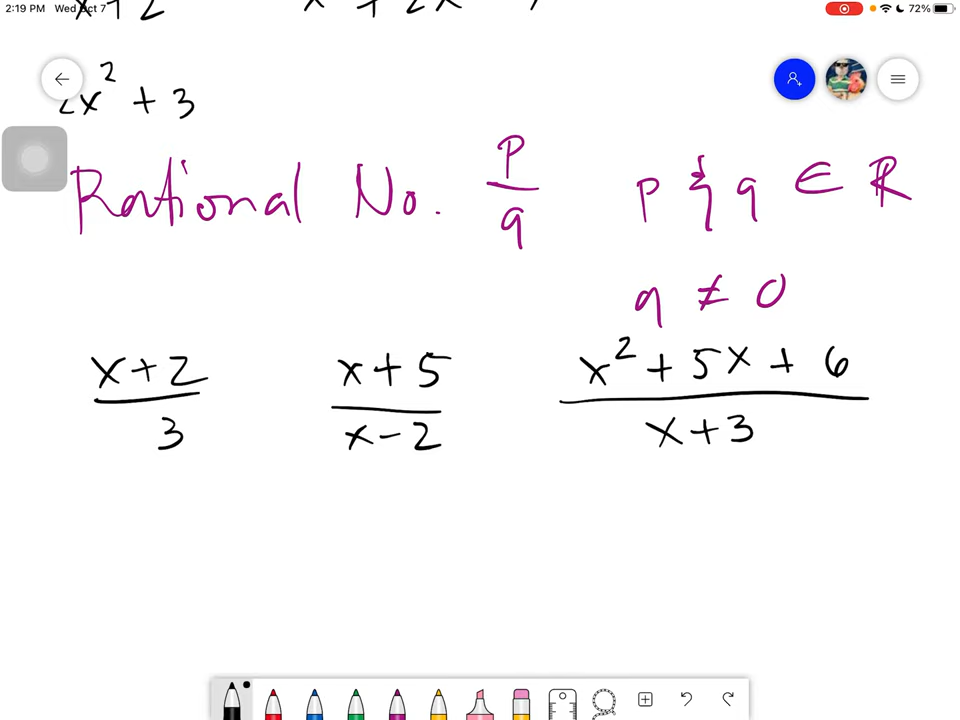 2:19 PM Wed Oct 7 72%
x + 2
2x² + 3
Rational No. p/q p & q ∈ ℝ
q ≠ 0
x + 2 x + 5 x² + 5x + 6
3 x - 2 x + 3